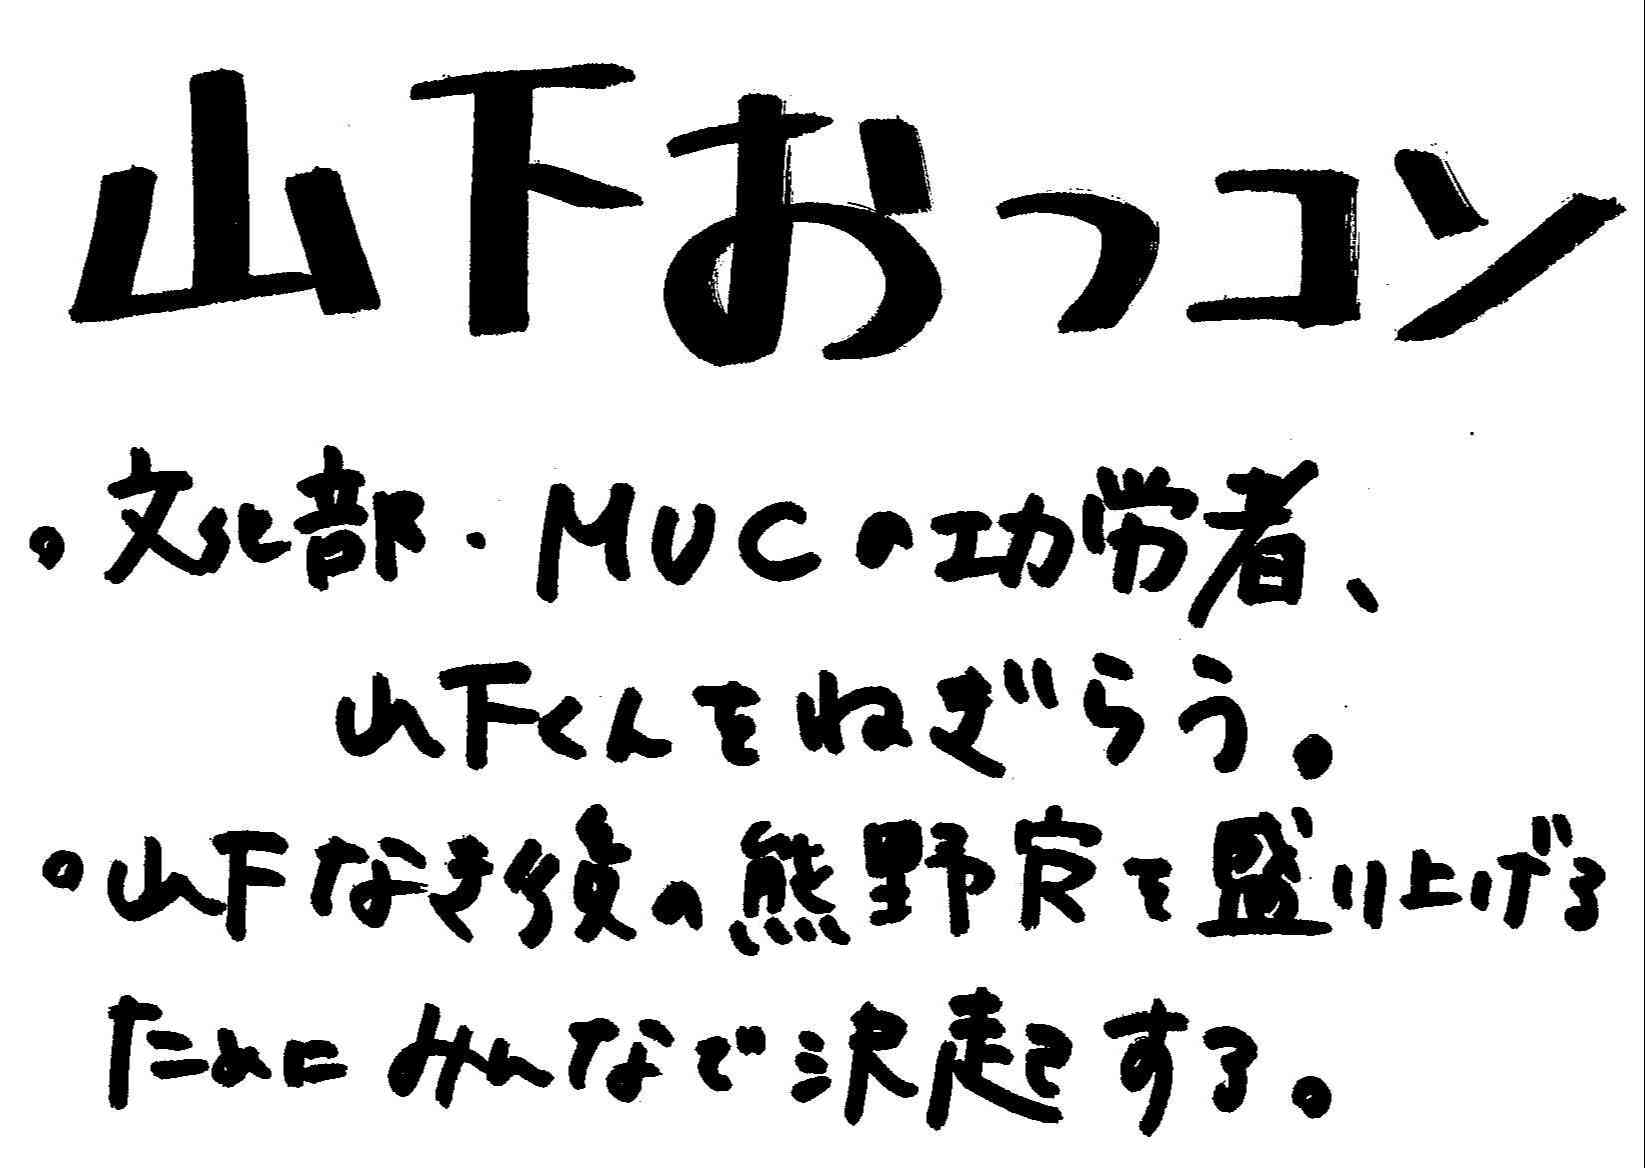 山下おつコン
。文化部・MUCの功労者、
山下くんをねぎらう。
。山下なき後の熊野寮を盛り上げる
ためにみんなで決起する。